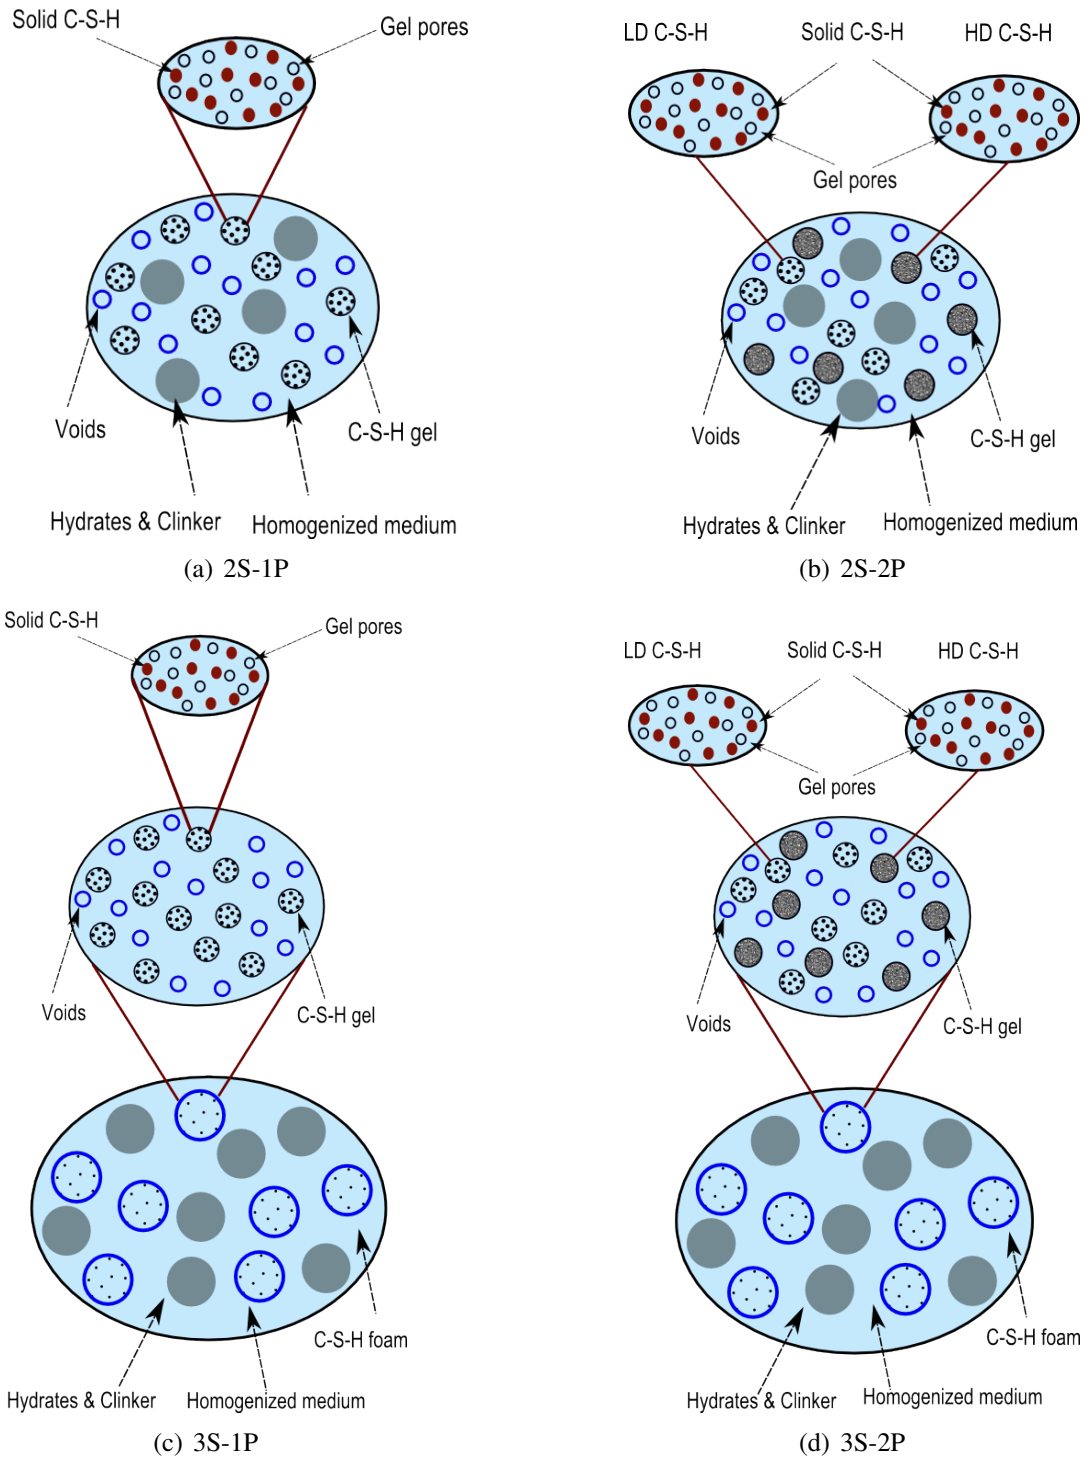 Solid C-S-H
Gel pores
Voids
C-S-H gel
Hydrates & Clinker
Homogenized medium
(a) 2S-1P
LD C-S-H
Solid C-S-H
HD C-S-H
Gel pores
Voids
C-S-H gel
Hydrates & Clinker
Homogenized medium
(b) 2S-2P
Solid C-S-H
Gel pores
Voids
C-S-H gel
C-S-H foam
Hydrates & Clinker
Homogenized medium
(c) 3S-1P
LD C-S-H
Solid C-S-H
HD C-S-H
Gel pores
Voids
C-S-H gel
C-S-H foam
Hydrates & Clinker
Homogenized medium
(d) 3S-2P